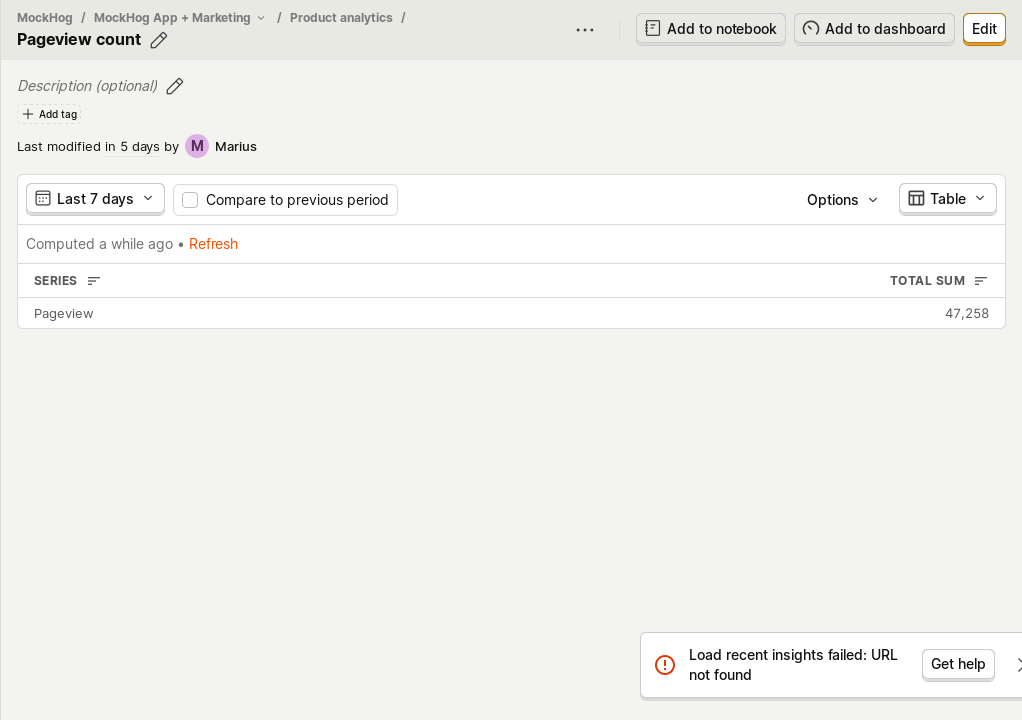 MockHog / MockHog App + Marketing / Product analytics /
Pageview count
Add to notebook
Add to dashboard
Edit
Description (optional)
Add tag
Last modified in 5 days by M Marius
Last 7 days
Compare to previous period
Options
Table
Computed a while ago • Refresh
SERIES
TOTAL SUM
Pageview
47,258
Load recent insights failed: URL
not found
Get help